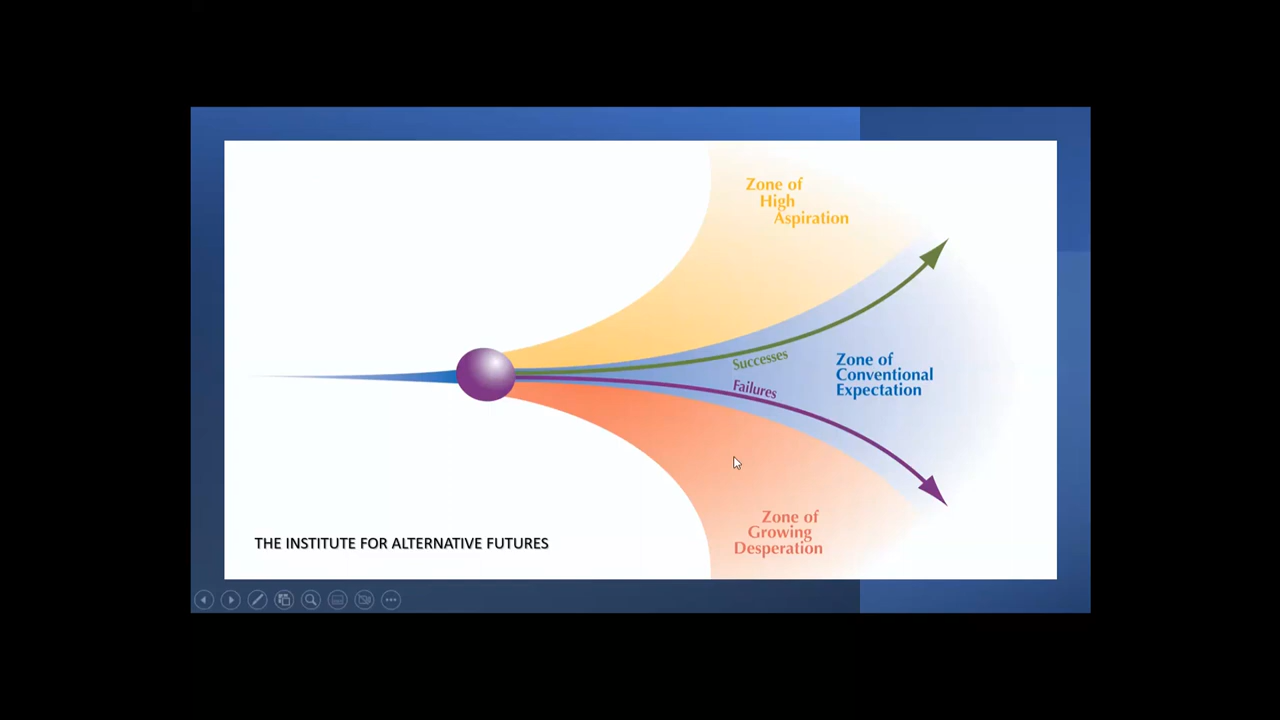 Zone of
High
Aspiration
Successes
Zone of
Conventional
Expectation
Failures
Zone of
Growing
Desperation
THE INSTITUTE FOR ALTERNATIVE FUTURES